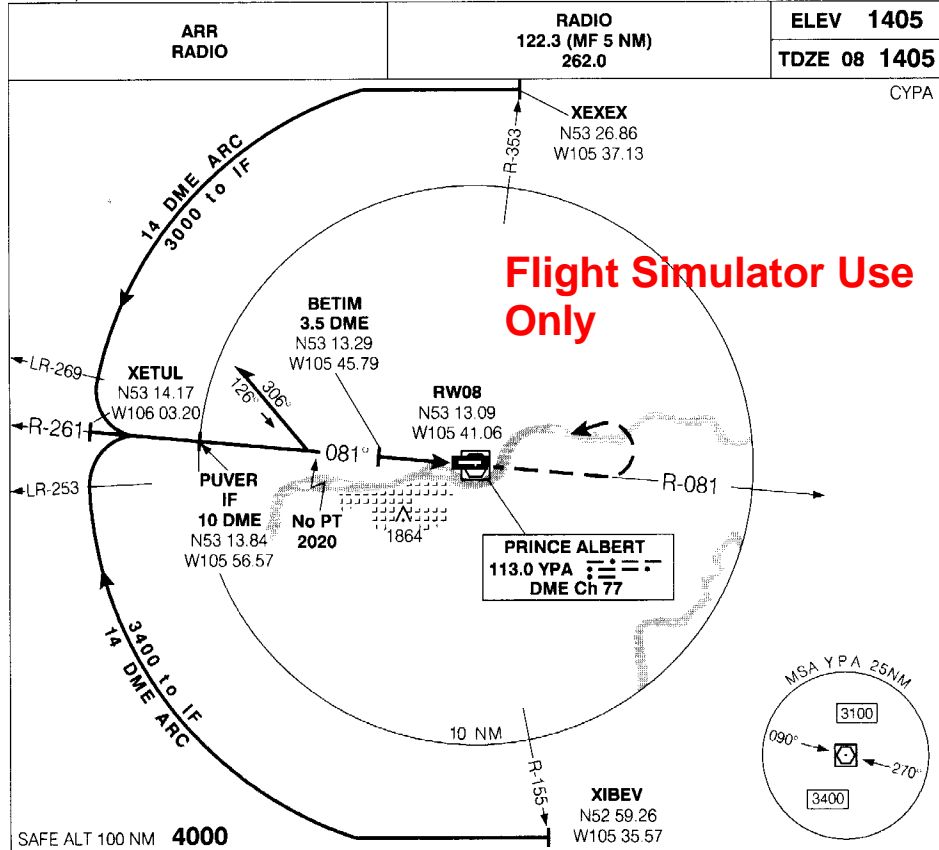 ARR
RADIO
RADIO
122.3 (MF 5 NM)
262.0
ELEV 1405
TDZE 08 1405
CYPA
XEXEX
N53 26.86
W105 37.13
R-353
14 DME ARC
3000 to IF
Flight Simulator Use
Only
BETIM
3.5 DME
N53 13.29
W105 45.79
LR-269
XETUL
N53 14.17
W106 03.20
306°
126°
RW08
N53 13.09
W105 41.06
R-261
081°
R-081
LR-253
PUVER
IF
10 DME
N53 13.84
W105 56.57
No PT
2020
1864
PRINCE ALBERT
113.0 YPA
DME Ch 77
3400 to IF
14 DME ARC
MSA YPA 25NM
3100
090°
270°
3400
10 NM
R-155
XIBEV
N52 59.26
W105 35.57
SAFE ALT 100 NM 4000